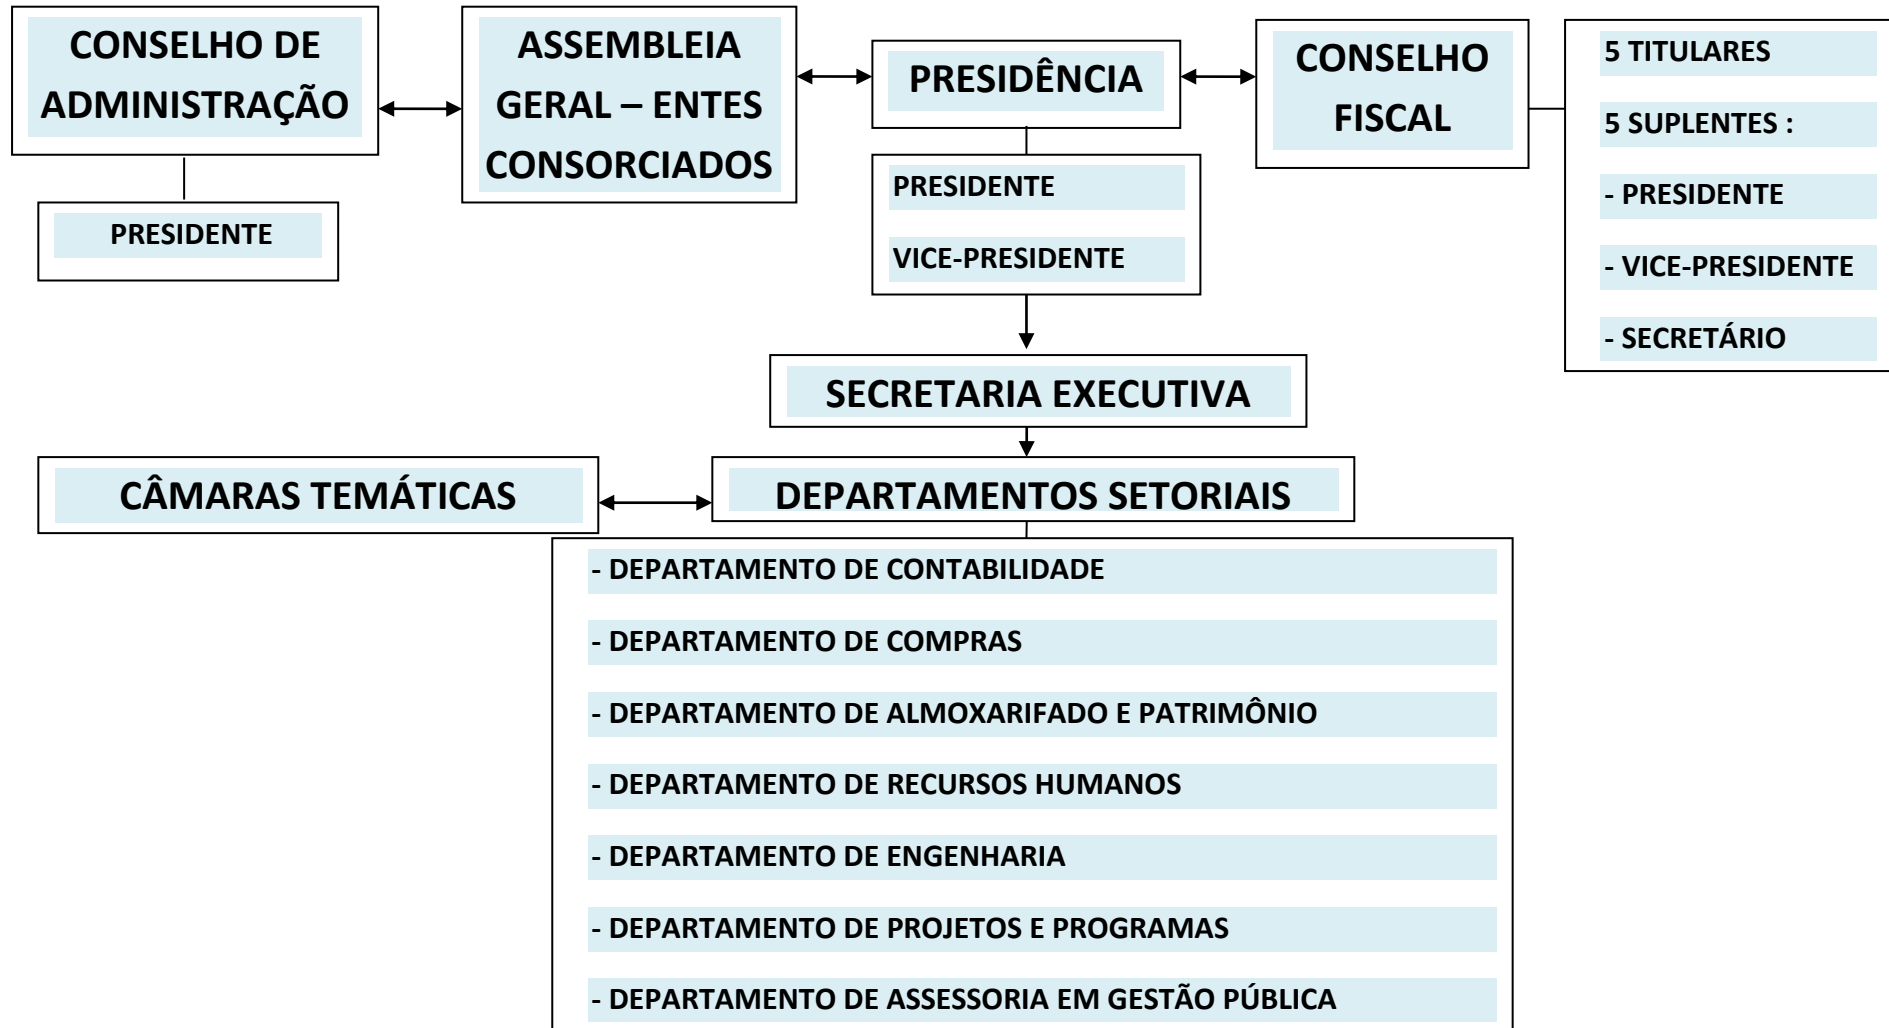 CONSELHO DE
ADMINISTRAÇÃO
PRESIDENTE
ASSEMBLEIA
GERAL – ENTES
CONSORCIADOS
PRESIDÊNCIA
PRESIDENTE
VICE-PRESIDENTE
CONSELHO
FISCAL
5 TITULARES
5 SUPLENTES :
- PRESIDENTE
- VICE-PRESIDENTE
- SECRETÁRIO
SECRETARIA EXECUTIVA
CÂMARAS TEMÁTICAS
DEPARTAMENTOS SETORIAIS
- DEPARTAMENTO DE CONTABILIDADE
- DEPARTAMENTO DE COMPRAS
- DEPARTAMENTO DE ALMOXARIFADO E PATRIMÔNIO
- DEPARTAMENTO DE RECURSOS HUMANOS
- DEPARTAMENTO DE ENGENHARIA
- DEPARTAMENTO DE PROJETOS E PROGRAMAS
- DEPARTAMENTO DE ASSESSORIA EM GESTÃO PÚBLICA